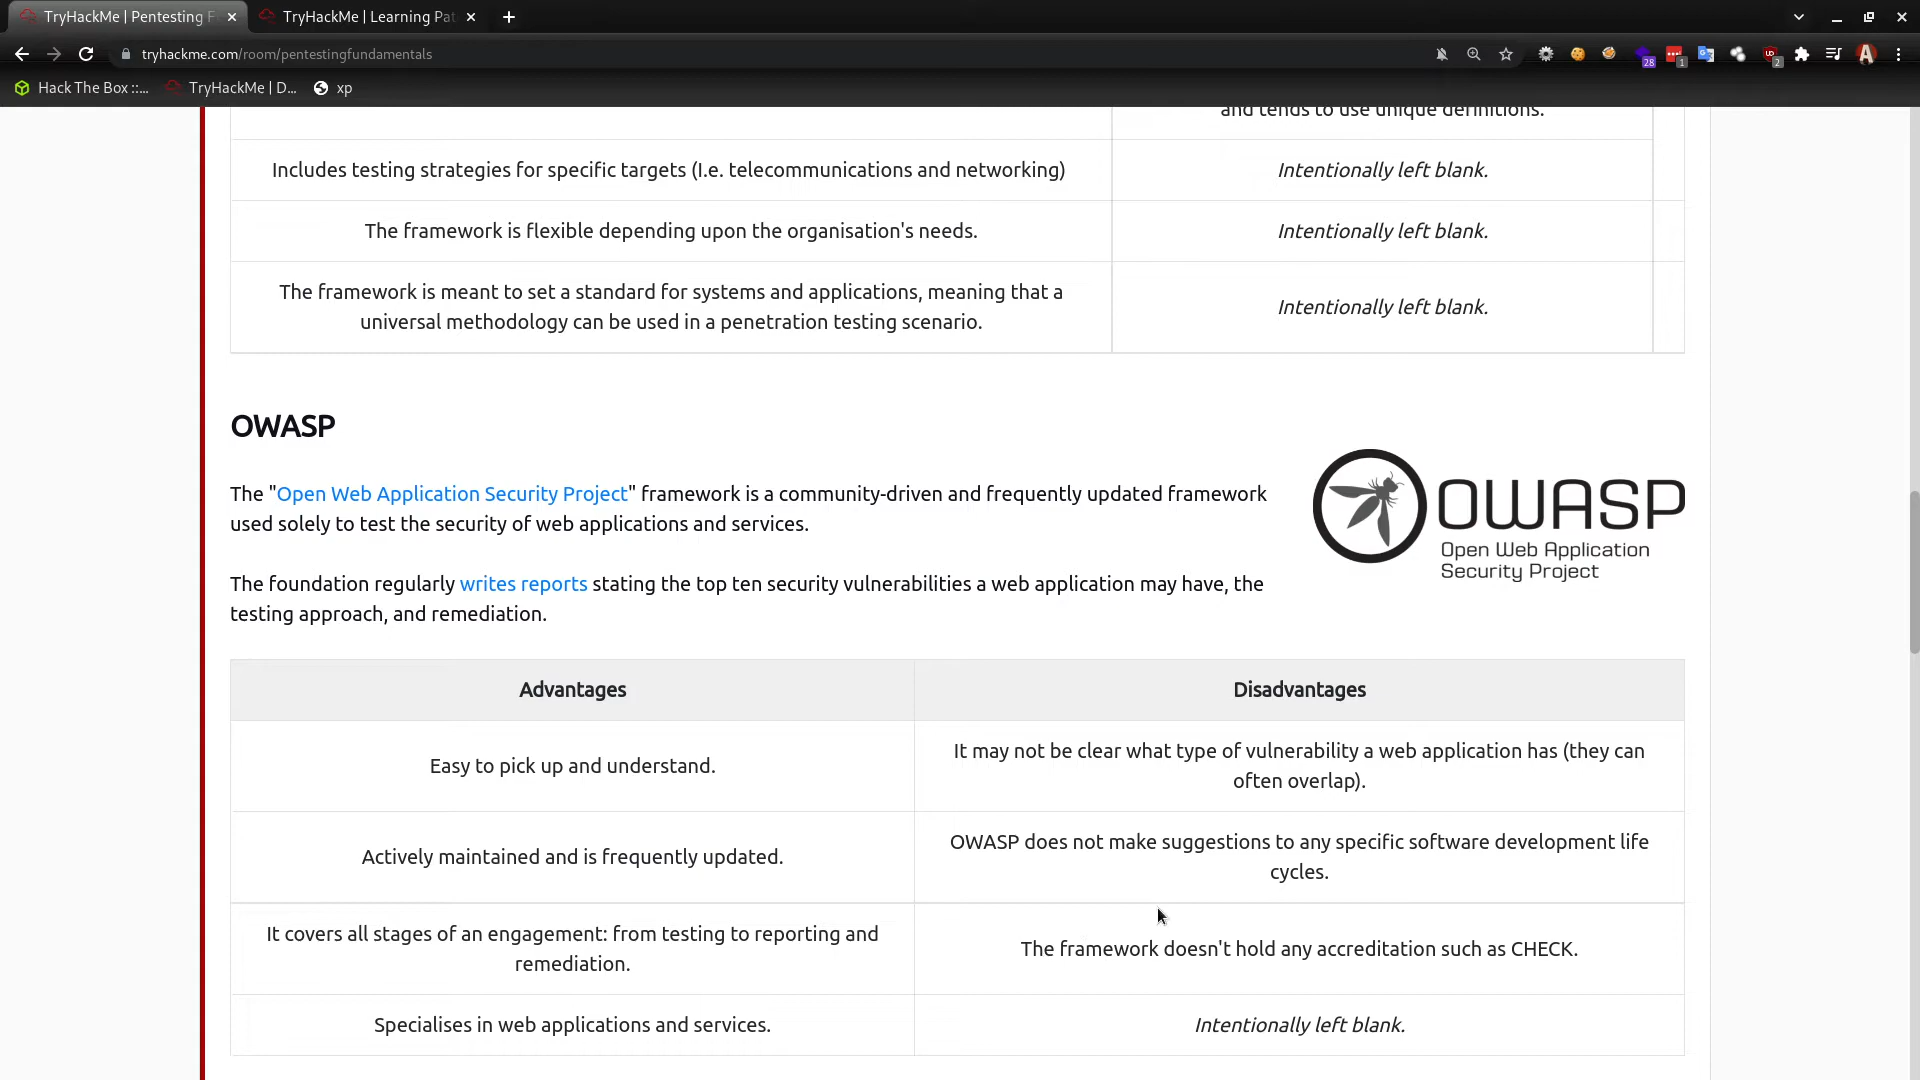 TryHackMe | Pentesting F
TryHackMe | Learning Pat
tryhackme.com/room/pentestingfundamentals
28
1
2
Hack The Box ::...
TryHackMe | D...
xp
and tends to use unique definitions.
Includes testing strategies for specific targets (I.e. telecommunications and networking)
Intentionally left blank.
The framework is flexible depending upon the organisation's needs.
Intentionally left blank.
The framework is meant to set a standard for systems and applications, meaning that a
universal methodology can be used in a penetration testing scenario.
Intentionally left blank.
OWASP
The "Open Web Application Security Project" framework is a community-driven and frequently updated framework
used solely to test the security of web applications and services.
OWASP
Open Web Application
Security Project
The foundation regularly writes reports stating the top ten security vulnerabilities a web application may have, the
testing approach, and remediation.
Advantages
Disadvantages
Easy to pick up and understand.
It may not be clear what type of vulnerability a web application has (they can
often overlap).
Actively maintained and is frequently updated.
OWASP does not make suggestions to any specific software development life
cycles.
It covers all stages of an engagement: from testing to reporting and
remediation.
The framework doesn't hold any accreditation such as CHECK.
Specialises in web applications and services.
Intentionally left blank.